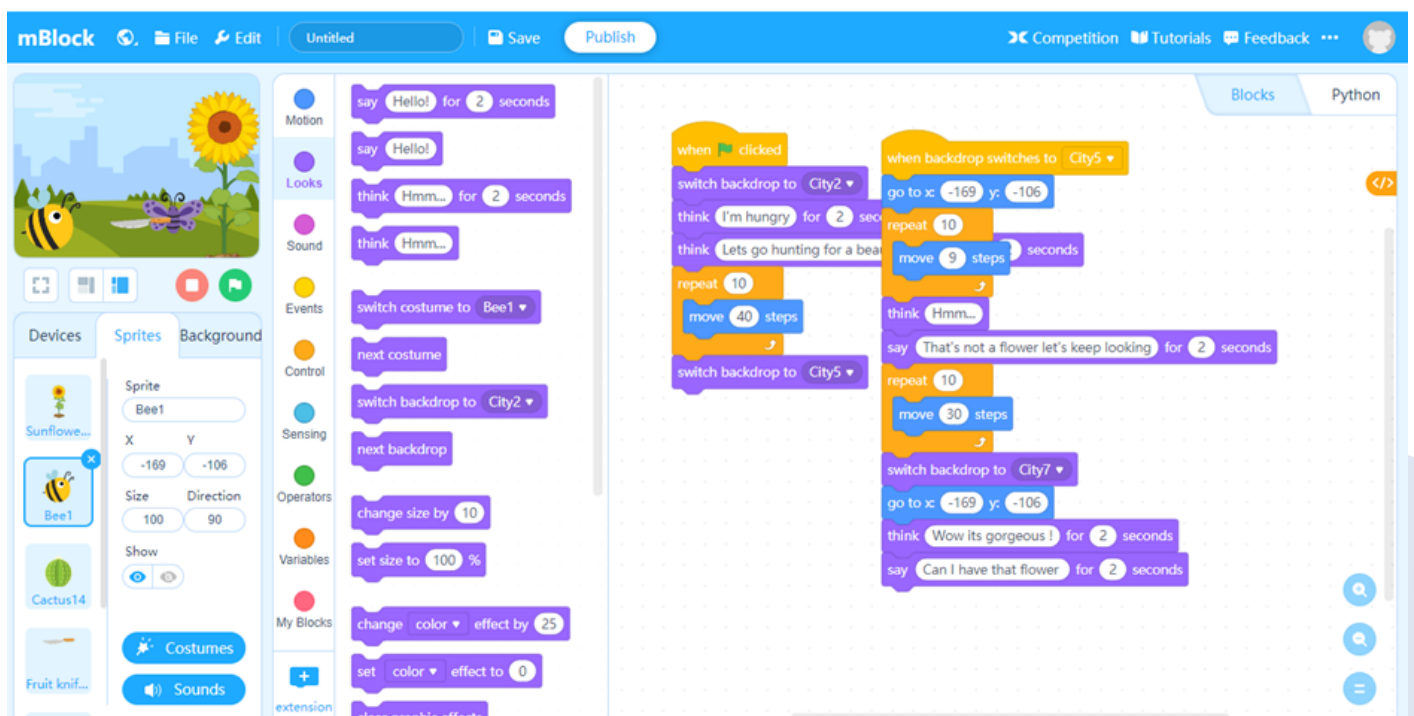 mBlock File Edit Untitled Save Publish Competition Tutorials Feedback
Blocks Python
Devices Sprites Background
Sunflowe...
Bee1
Cactus14
Fruit knif...
Sprite
Bee1
X Y
-169 -106
Size Direction
100 90
Show
Costumes
Sounds
Motion
Looks
Sound
Events
Control
Sensing
Operators
Variables
My Blocks
extension
say Hello! for 2 seconds
say Hello!
think Hmm... for 2 seconds
think Hmm...
switch costume to Bee1
next costume
switch backdrop to City2
next backdrop
change size by 10
set size to 100 %
change color effect by 25
set color effect to 0
clear graphic effects
when clicked
switch backdrop to City2
think I'm hungry for 2 sec
think Lets go hunting for a beau seconds
repeat 10
move 40 steps
switch backdrop to City5
when backdrop switches to City5
go to x: -169 y: -106
repeat 10
move 9 steps
think Hmm...
say That's not a flower let's keep looking for 2 seconds
repeat 10
move 30 steps
switch backdrop to City7
go to x: -169 y: -106
think Wow its gorgeous ! for 2 seconds
say Can I have that flower for 2 seconds